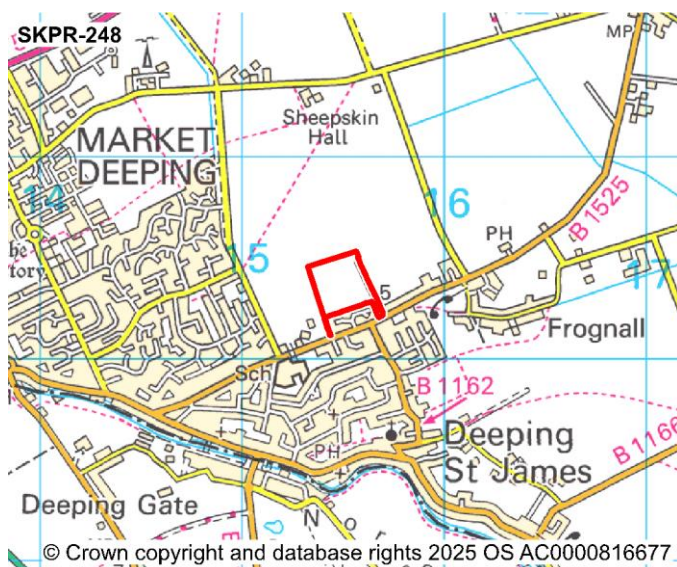 SKPR-248
MP
Sheepskin
Hall
MARKET
DEEPING
14
16
B 1525
PH
15
5
17
Frognall
Sch
B 1162
PH
Deeping
St James
B 1166
Deeping Gate
N
o
© Crown copyright and database rights 2025 OS AC0000816677